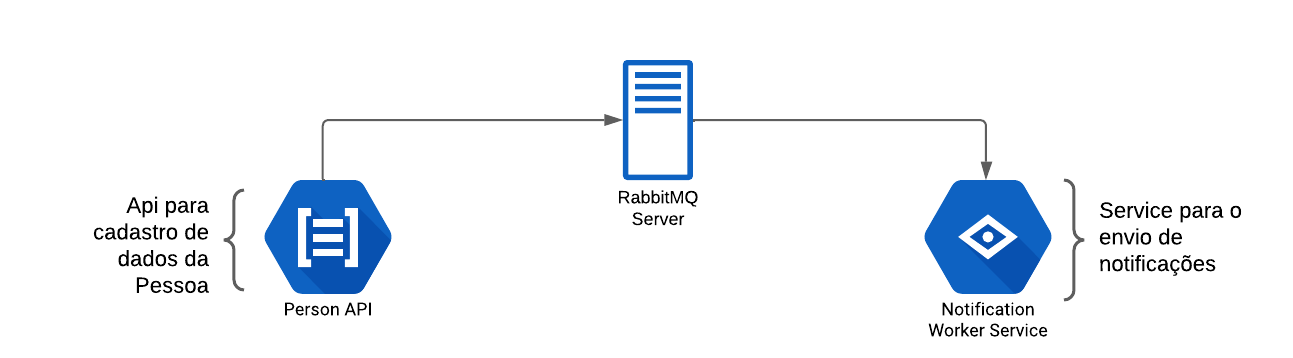 Api para
cadastro de
dados da
Pessoa
Person API
RabbitMQ
Server
Notification
Worker Service
Service para o
envio de
notificações